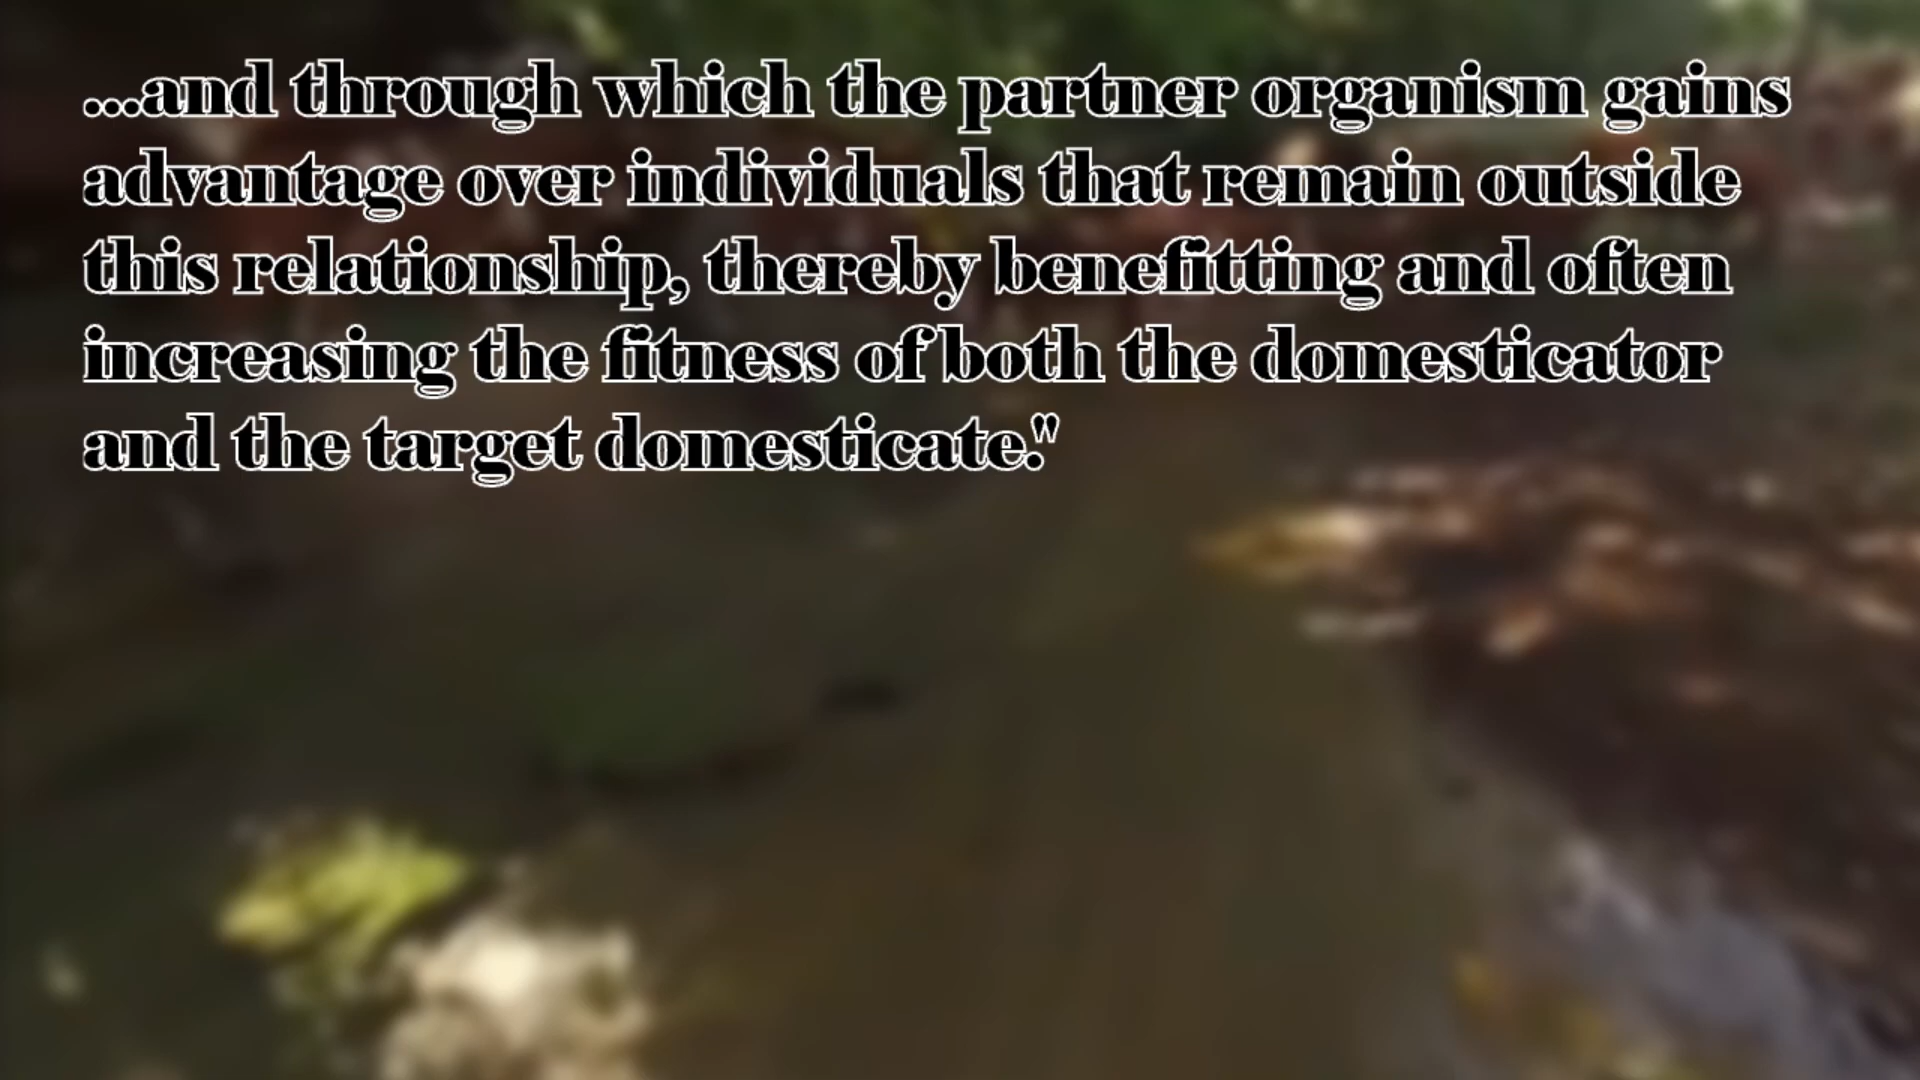 ...and through which the partner organism gains
advantage over individuals that remain outside
this relationship, thereby benefitting and often
increasing the fitness of both the domesticator
and the target domesticate."